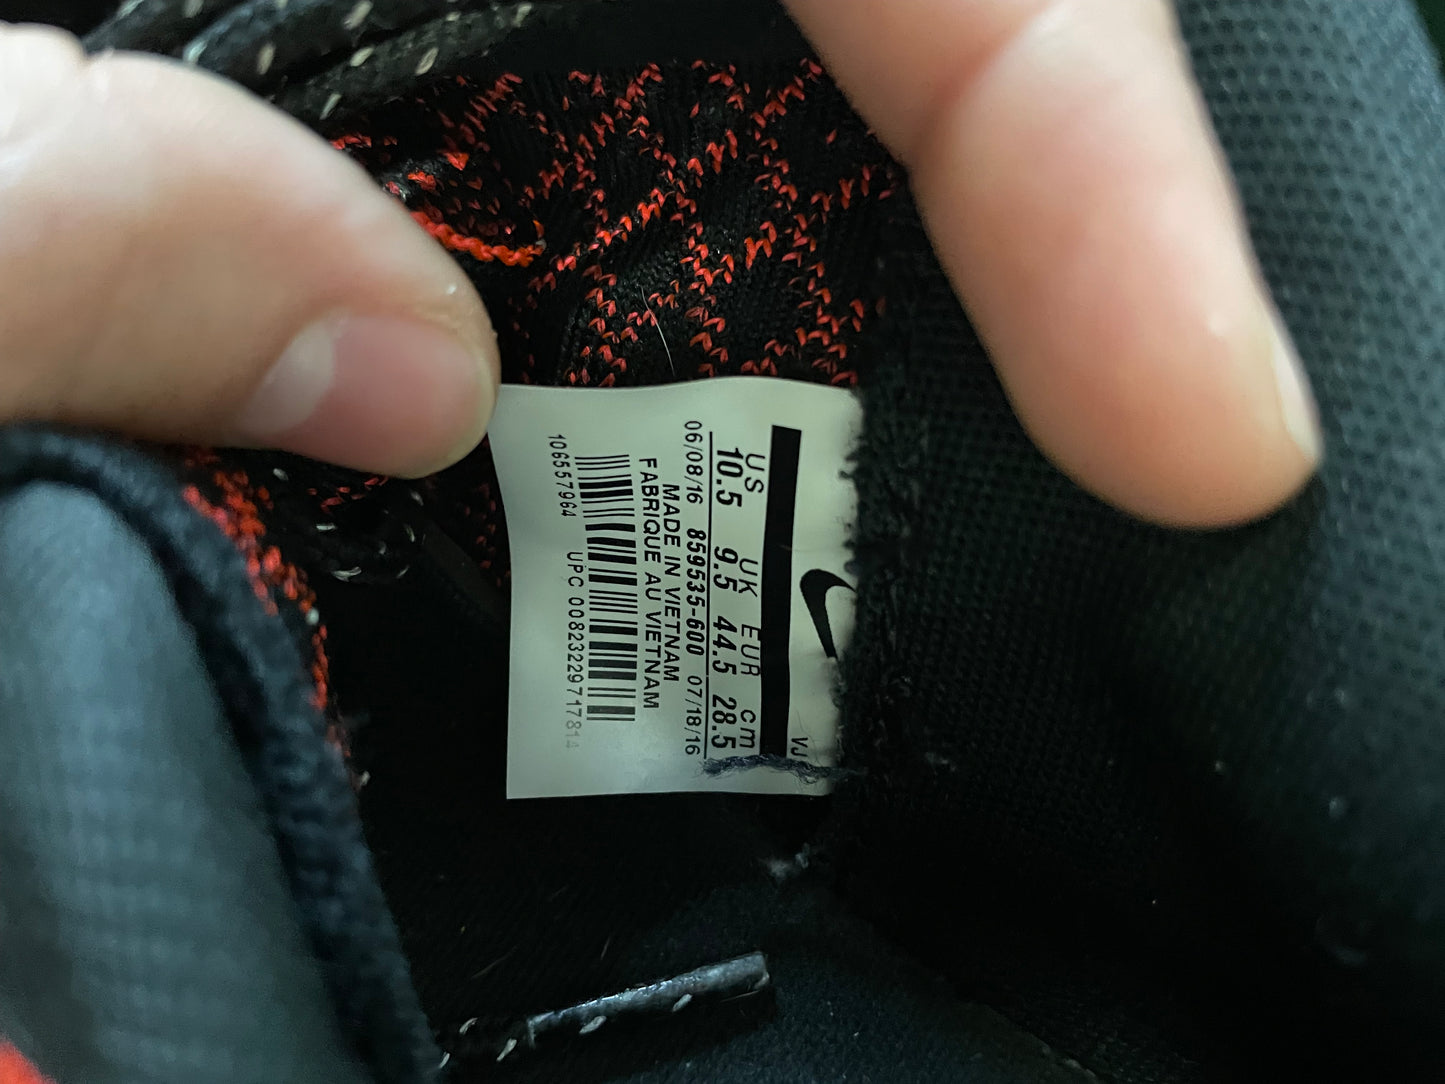 VJ
US UK EUR cm
10.5 9.5 44.5 28.5
06/08/16 859535-600 07/18/16
MADE IN VIETNAM
FABRIQUE AU VIETNAM
106557964 UPC 00823229717814